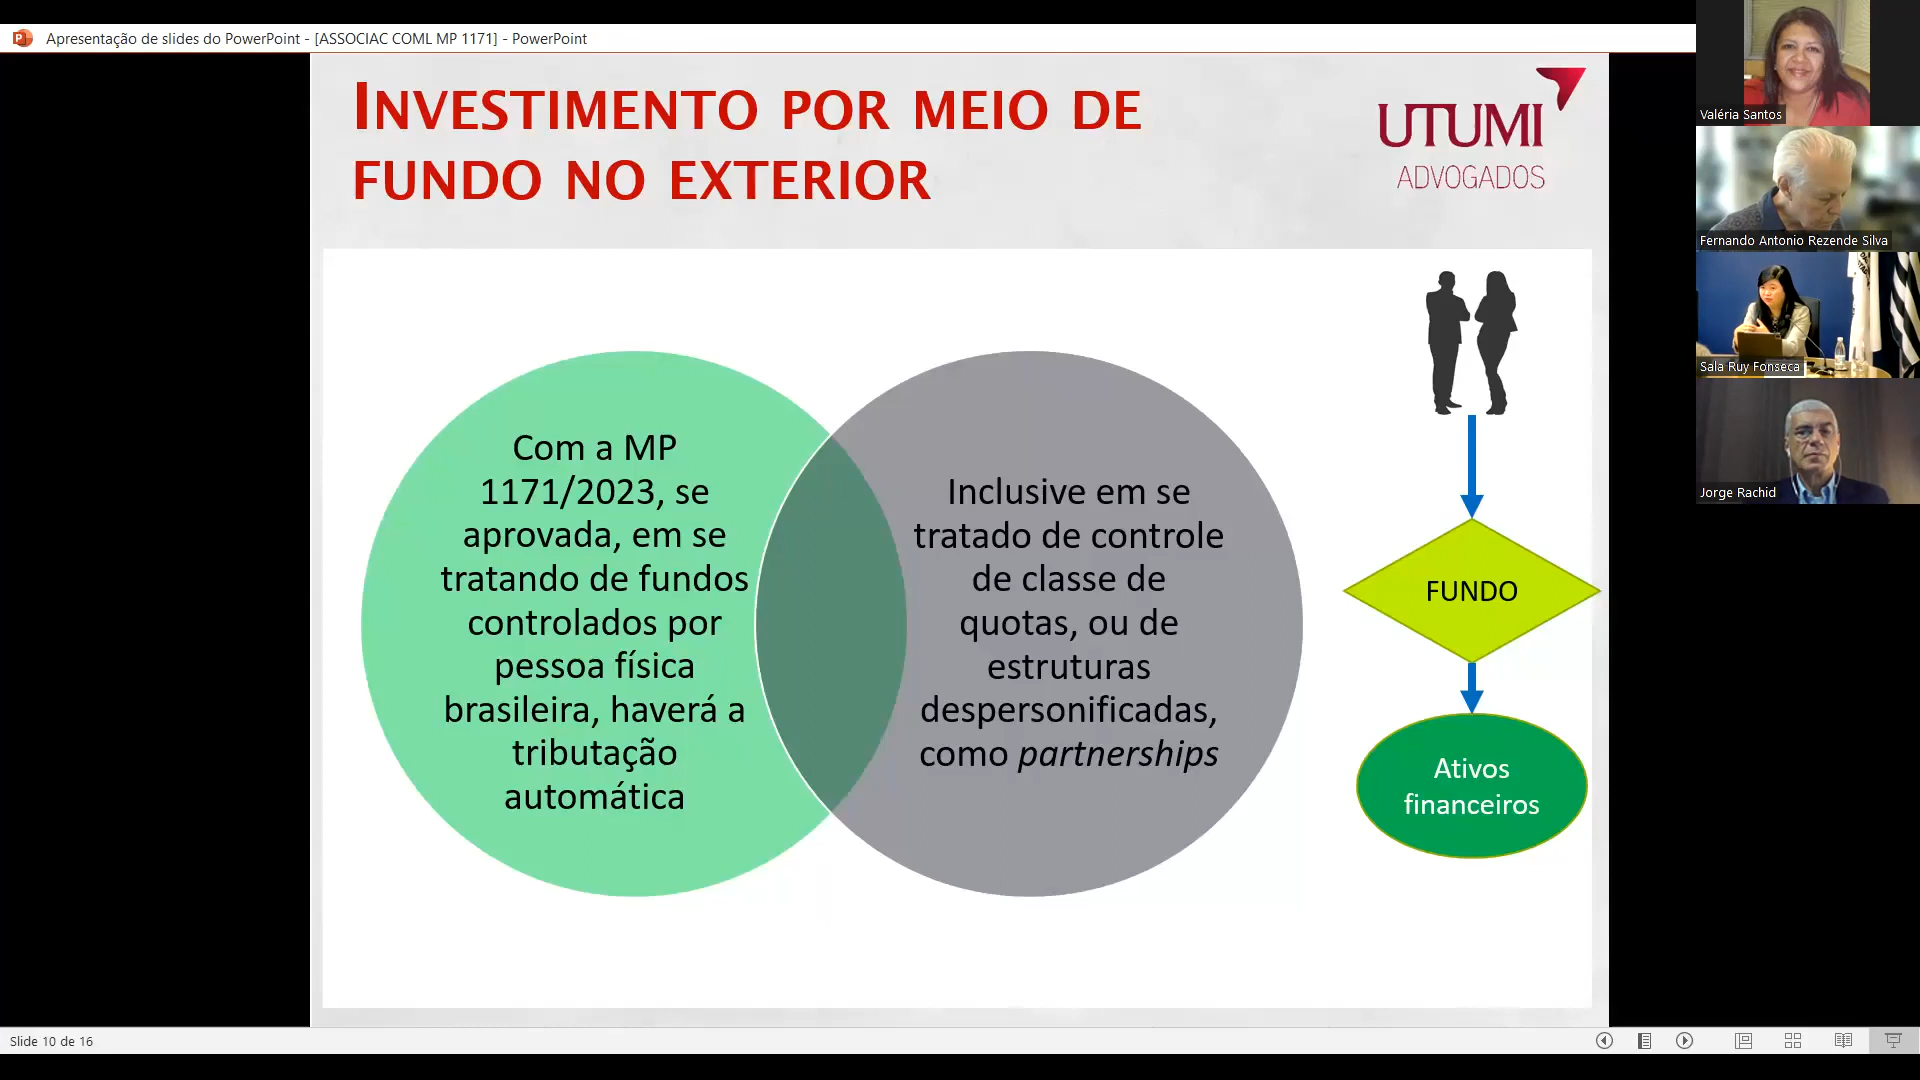 Apresentação de slides do PowerPoint - [ASSOCIAC COML MP 1171] - PowerPoint
INVESTIMENTO POR MEIO DE
FUNDO NO EXTERIOR
UTUMI
ADVOGADOS
Com a MP
1171/2023, se
aprovada, em se
tratando de fundos
controlados por
pessoa física
brasileira, haverá a
tributação
automática
Inclusive em se
tratado de controle
de classe de
quotas, ou de
estruturas
despersonificadas,
como partnerships
FUNDO
Ativos
financeiros
Valéria Santos
Fernando Antonio Rezende Silva
Sala Ruy Fonseca
Jorge Rachid
Slide 10 de 16